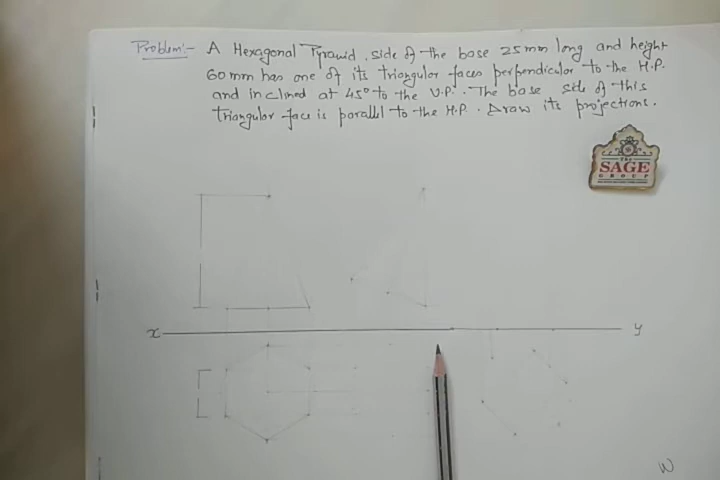 Problem:- A Hexagonal Pyramid, side of the base 25mm long and height
60mm has one of its triangular faces perpendicular to the H.P.
and inclined at 45° to the V.P. The base side of this
triangular face is parallel to the H.P. Draw its projections.
The
SAGE
GROUP
x y
W